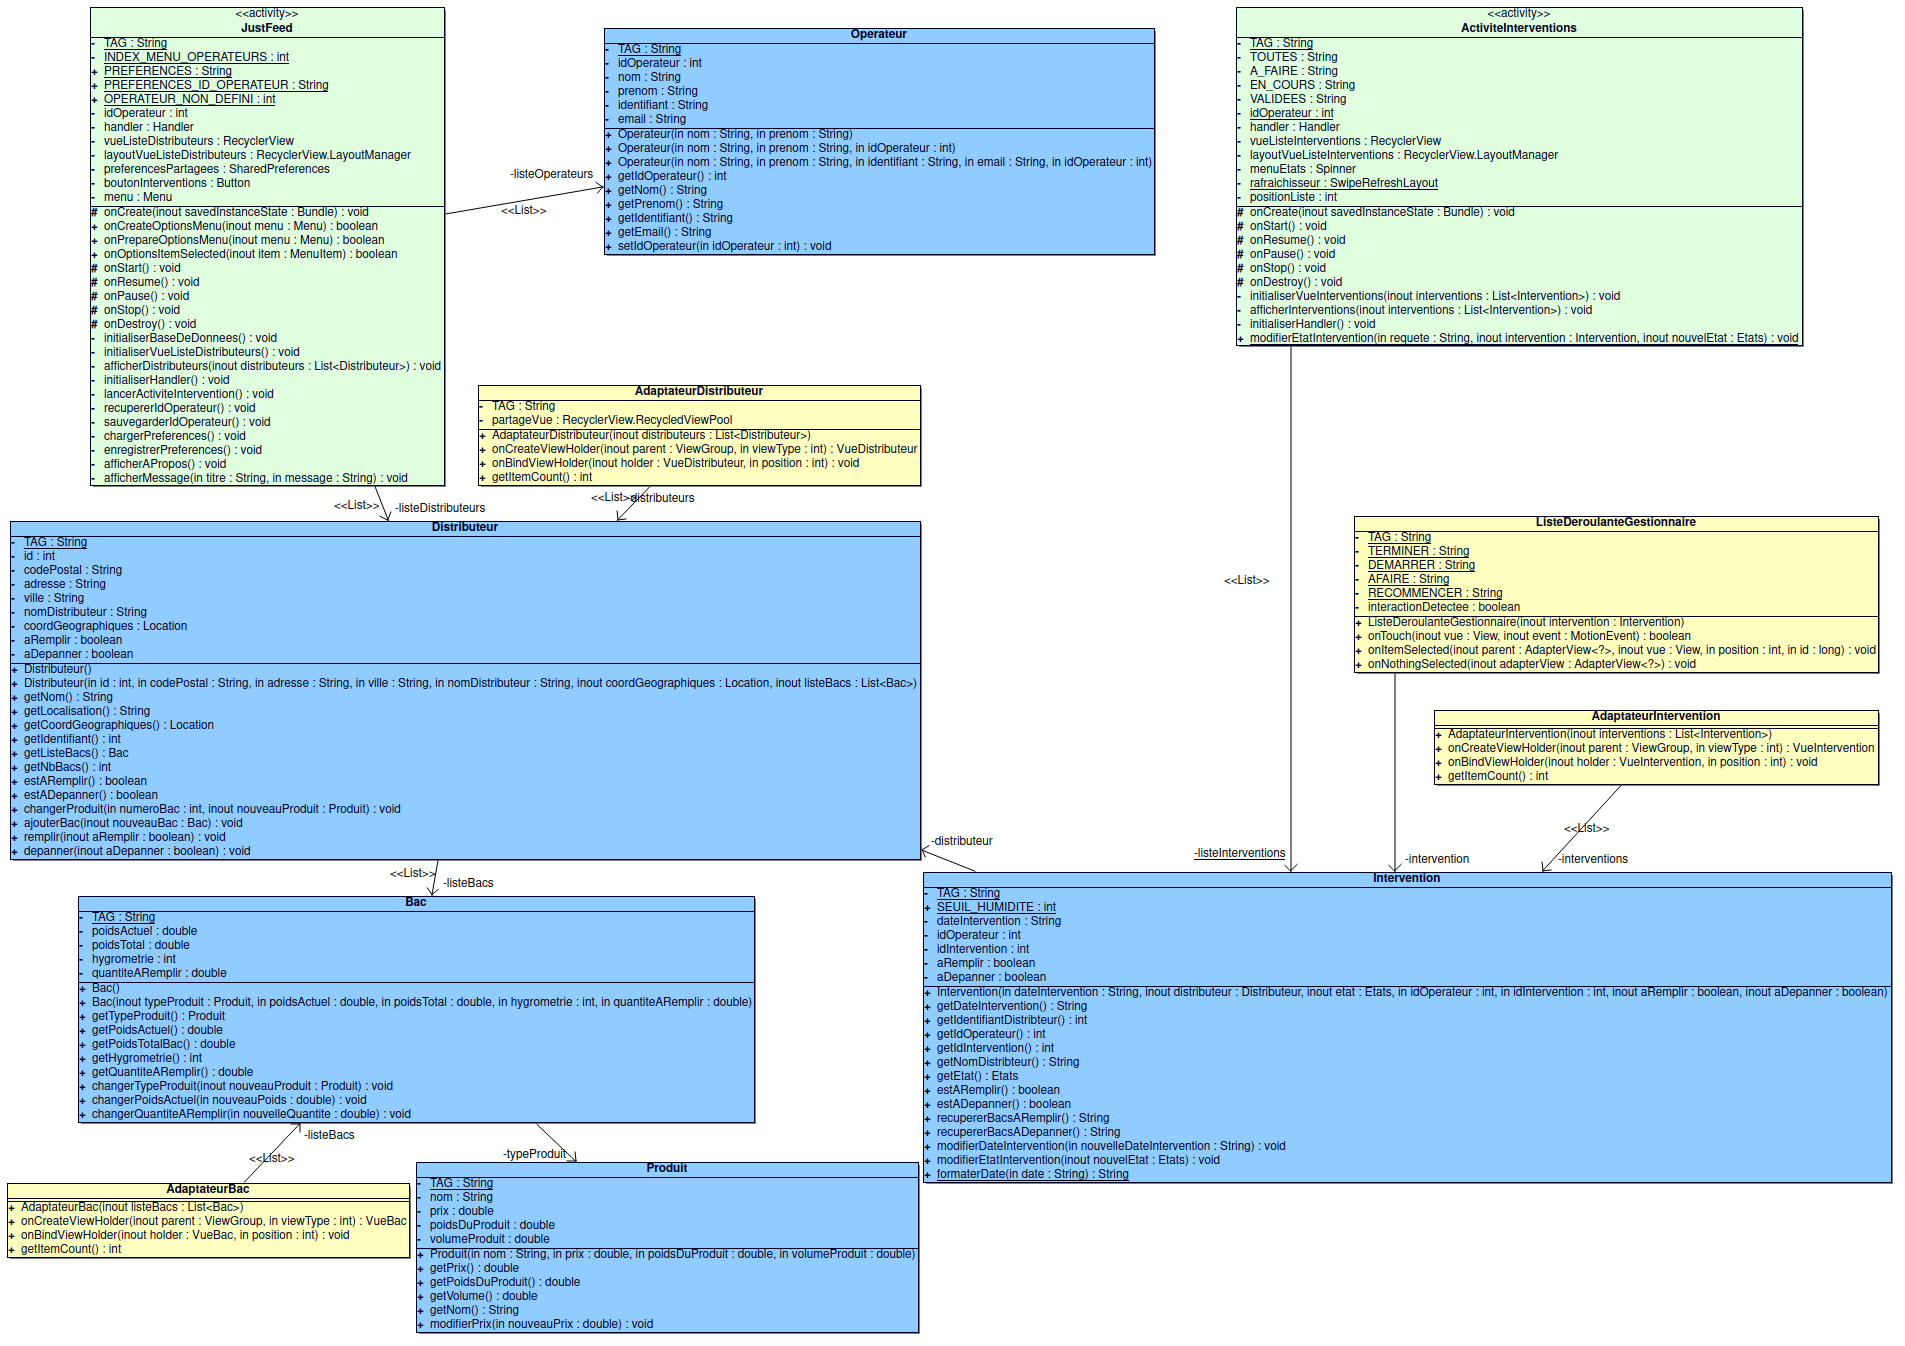 <<activity>>
JustFeed
- TAG : String
- INDEX_MENU_OPERATEURS : int
+ PREFERENCES : String
+ PREFERENCES_ID_OPERATEUR : String
+ OPERATEUR_NON_DEFINI : int
- idOperateur : int
- handler : Handler
- vueListeDistributeurs : RecyclerView
- layoutVueListeDistributeurs : RecyclerView.LayoutManager
- preferencesPartagees : SharedPreferences
- boutonInterventions : Button
- menu : Menu
# onCreate(inout savedInstanceState : Bundle) : void
+ onCreateOptionsMenu(inout menu : Menu) : boolean
+ onPrepareOptionsMenu(inout menu : Menu) : boolean
+ onOptionsItemSelected(inout item : MenuItem) : boolean
# onStart() : void
# onResume() : void
# onPause() : void
# onStop() : void
# onDestroy() : void
- initialiserBaseDeDonnees() : void
- initialiserVueListeDistributeurs() : void
- afficherDistributeurs(inout distributeurs : List<Distributeur>) : void
- initialiserHandler() : void
- lancerActiviteIntervention() : void
- recupererIdOperateur() : void
- sauvegarderIdOperateur() : void
- chargerPreferences() : void
- enregistrerPreferences() : void
- afficherAPropos() : void
- afficherMessage(in titre : String, in message : String) : void
-listeOperateurs
<<List>>
Operateur
- TAG : String
- idOperateur : int
- nom : String
- prenom : String
- identifiant : String
- email : String
+ Operateur(in nom : String, in prenom : String)
+ Operateur(in nom : String, in prenom : String, in idOperateur : int)
+ Operateur(in nom : String, in prenom : String, in identifiant : String, in email : String, in idOperateur : int)
+ getIdOperateur() : int
+ getNom() : String
+ getPrenom() : String
+ getIdentifiant() : String
+ getEmail() : String
+ setIdOperateur(in idOperateur : int) : void
<<activity>>
ActiviteInterventions
- TAG : String
- TOUTES : String
- A_FAIRE : String
- EN_COURS : String
- VALIDEES : String
- idOperateur : int
- handler : Handler
- vueListeInterventions : RecyclerView
- layoutVueListeInterventions : RecyclerView.LayoutManager
- menuEtats : Spinner
- rafraichisseur : SwipeRefreshLayout
- positionListe : int
# onCreate(inout savedInstanceState : Bundle) : void
# onStart() : void
# onResume() : void
# onPause() : void
# onStop() : void
# onDestroy() : void
- initialiserVueInterventions(inout interventions : List<Intervention>) : void
- afficherInterventions(inout interventions : List<Intervention>) : void
- initialiserHandler() : void
+ modifierEtatIntervention(in requete : String, inout intervention : Intervention, inout nouvelEtat : Etats) : void
AdaptateurDistributeur
- TAG : String
- partageVue : RecyclerView.RecycledViewPool
+ AdaptateurDistributeur(inout distributeurs : List<Distributeur>)
+ onCreateViewHolder(inout parent : ViewGroup, in viewType : int) : VueDistributeur
+ onBindViewHolder(inout holder : VueDistributeur, in position : int) : void
+ getItemCount() : int
<<List>>
-listeDistributeurs
<<List>>
-distributeurs
Distributeur
- TAG : String
- id : int
- codePostal : String
- adresse : String
- ville : String
- nomDistributeur : String
- coordGeographiques : Location
- aRemplir : boolean
- aDepanner : boolean
+ Distributeur()
+ Distributeur(in id : int, in codePostal : String, in adresse : String, in ville : String, in nomDistributeur : String, inout coordGeographiques : Location, inout listeBacs : List<Bac>)
+ getNom() : String
+ getLocalisation() : String
+ getCoordGeographiques() : Location
+ getIdentifiant() : int
+ getListeBacs() : Bac
+ getNbBacs() : int
+ estARemplir() : boolean
+ estADepanner() : boolean
+ changerProduit(in numeroBac : int, inout nouveauProduit : Produit) : void
+ ajouterBac(inout nouveauBac : Bac) : void
+ remplir(inout aRemplir : boolean) : void
+ depanner(inout aDepanner : boolean) : void
<<List>>
ListeDeroulanteGestionnaire
- TAG : String
- TERMINER : String
- DEMARRER : String
- AFAIRE : String
- RECOMMENCER : String
- interactionDetectee : boolean
+ ListeDeroulanteGestionnaire(inout intervention : Intervention)
+ onTouch(inout vue : View, inout event : MotionEvent) : boolean
+ onItemSelected(inout parent : AdapterView<?>, inout vue : View, in position : int, in id : long) : void
+ onNothingSelected(inout adapterView : AdapterView<?>) : void
AdaptateurIntervention
+ AdaptateurIntervention(inout interventions : List<Intervention>)
+ onCreateViewHolder(inout parent : ViewGroup, in viewType : int) : VueIntervention
+ onBindViewHolder(inout holder : VueIntervention, in position : int) : void
+ getItemCount() : int
<<List>>
-distributeur
-listeInterventions
-intervention
-interventions
<<List>>
-listeBacs
Bac
- TAG : String
- poidsActuel : double
- poidsTotal : double
- hygrometrie : int
- quantiteARemplir : double
+ Bac()
+ Bac(inout typeProduit : Produit, in poidsActuel : double, in poidsTotal : double, in hygrometrie : int, in quantiteARemplir : double)
+ getTypeProduit() : Produit
+ getPoidsActuel() : double
+ getPoidsTotalBac() : double
+ getHygrometrie() : int
+ getQuantiteARemplir() : double
+ changerTypeProduit(inout nouveauProduit : Produit) : void
+ changerPoidsActuel(in nouveauPoids : double) : void
+ changerQuantiteARemplir(in nouvelleQuantite : double) : void
Intervention
- TAG : String
+ SEUIL_HUMIDITE : int
- dateIntervention : String
- idOperateur : int
- idIntervention : int
- aRemplir : boolean
- aDepanner : boolean
+ Intervention(in dateIntervention : String, inout distributeur : Distributeur, inout etat : Etats, in idOperateur : int, in idIntervention : int, inout aRemplir : boolean, inout aDepanner : boolean)
+ getDateIntervention() : String
+ getIdentifiantDistribteur() : int
+ getIdOperateur() : int
+ getIdIntervention() : int
+ getNomDistribteur() : String
+ getEtat() : Etats
+ estARemplir() : boolean
+ estADepanner() : boolean
+ recupererBacsARemplir() : String
+ recupererBacsADepanner() : String
+ modifierDateIntervention(in nouvelleDateIntervention : String) : void
+ modifierEtatIntervention(inout nouvelEtat : Etats) : void
+ formaterDate(in date : String) : String
-listeBacs
<<List>>
-typeProduit
AdaptateurBac
+ AdaptateurBac(inout listeBacs : List<Bac>)
+ onCreateViewHolder(inout parent : ViewGroup, in viewType : int) : VueBac
+ onBindViewHolder(inout holder : VueBac, in position : int) : void
+ getItemCount() : int
Produit
- TAG : String
- nom : String
- prix : double
- poidsDuProduit : double
- volumeProduit : double
+ Produit(in nom : String, in prix : double, in poidsDuProduit : double, in volumeProduit : double)
+ getPrix() : double
+ getPoidsDuProduit() : double
+ getVolume() : double
+ getNom() : String
+ modifierPrix(in nouveauPrix : double) : void